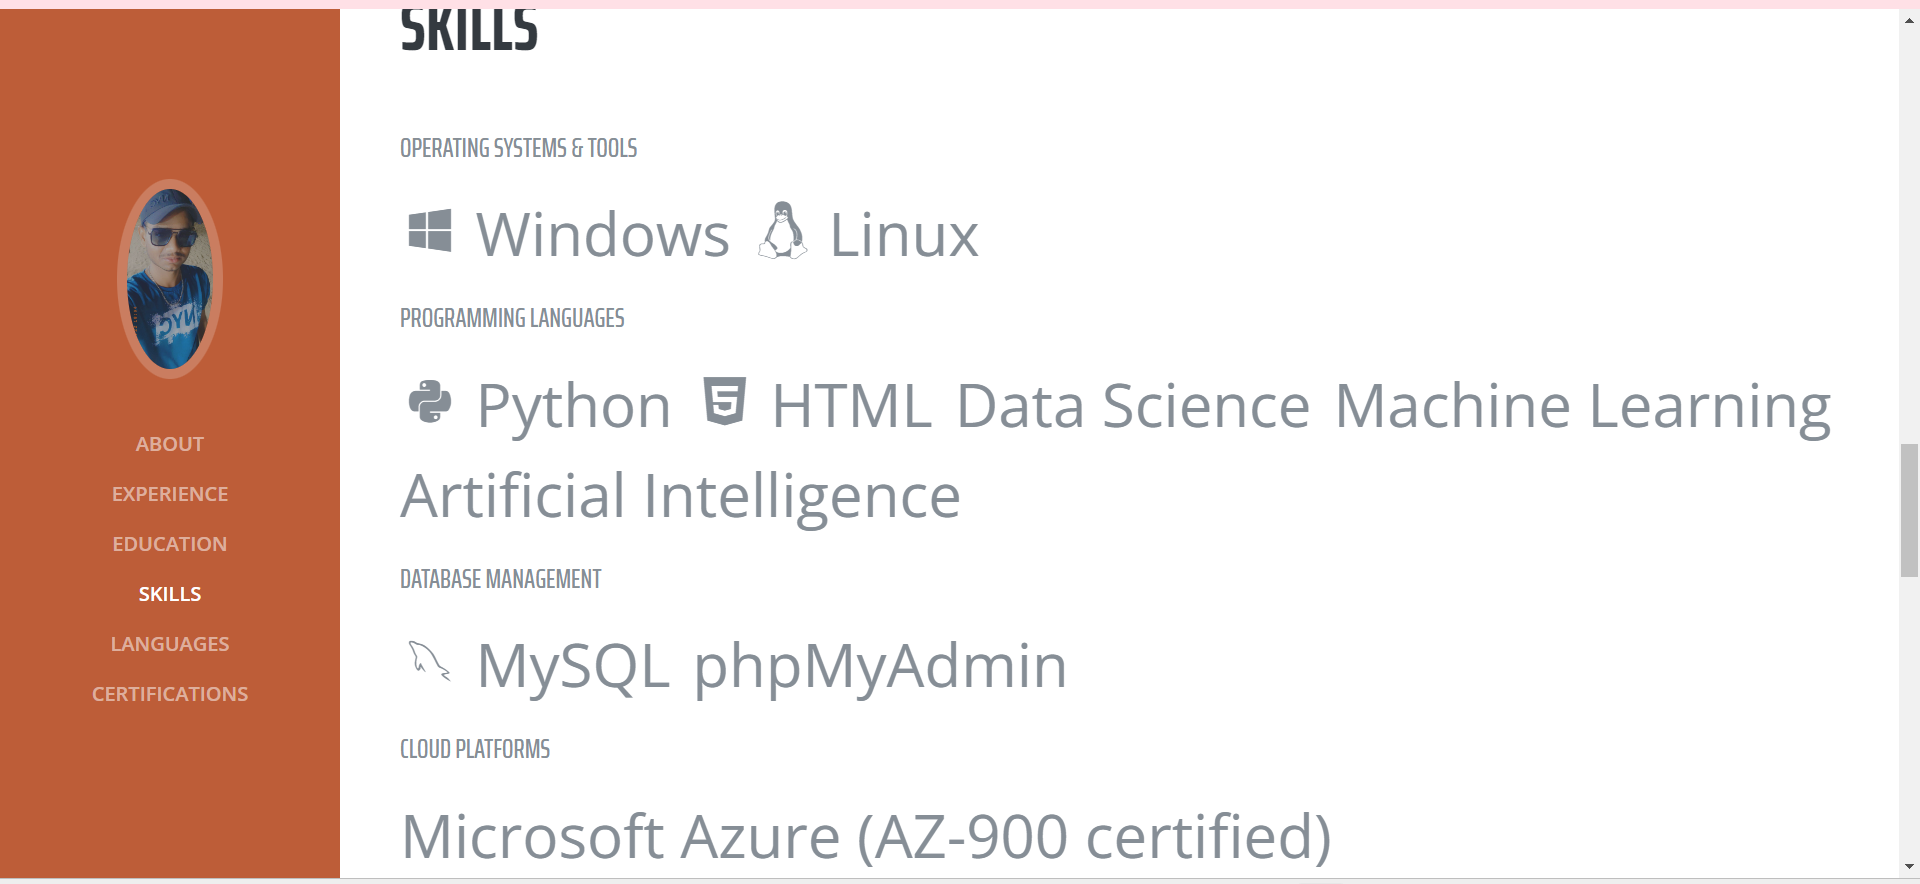 SKILLS
OPERATING SYSTEMS & TOOLS
Windows Linux
PROGRAMMING LANGUAGES
Python HTML Data Science Machine Learning
Artificial Intelligence
DATABASE MANAGEMENT
MySQL phpMyAdmin
CLOUD PLATFORMS
Microsoft Azure (AZ-900 certified)
ABOUT
EXPERIENCE
EDUCATION
SKILLS
LANGUAGES
CERTIFICATIONS